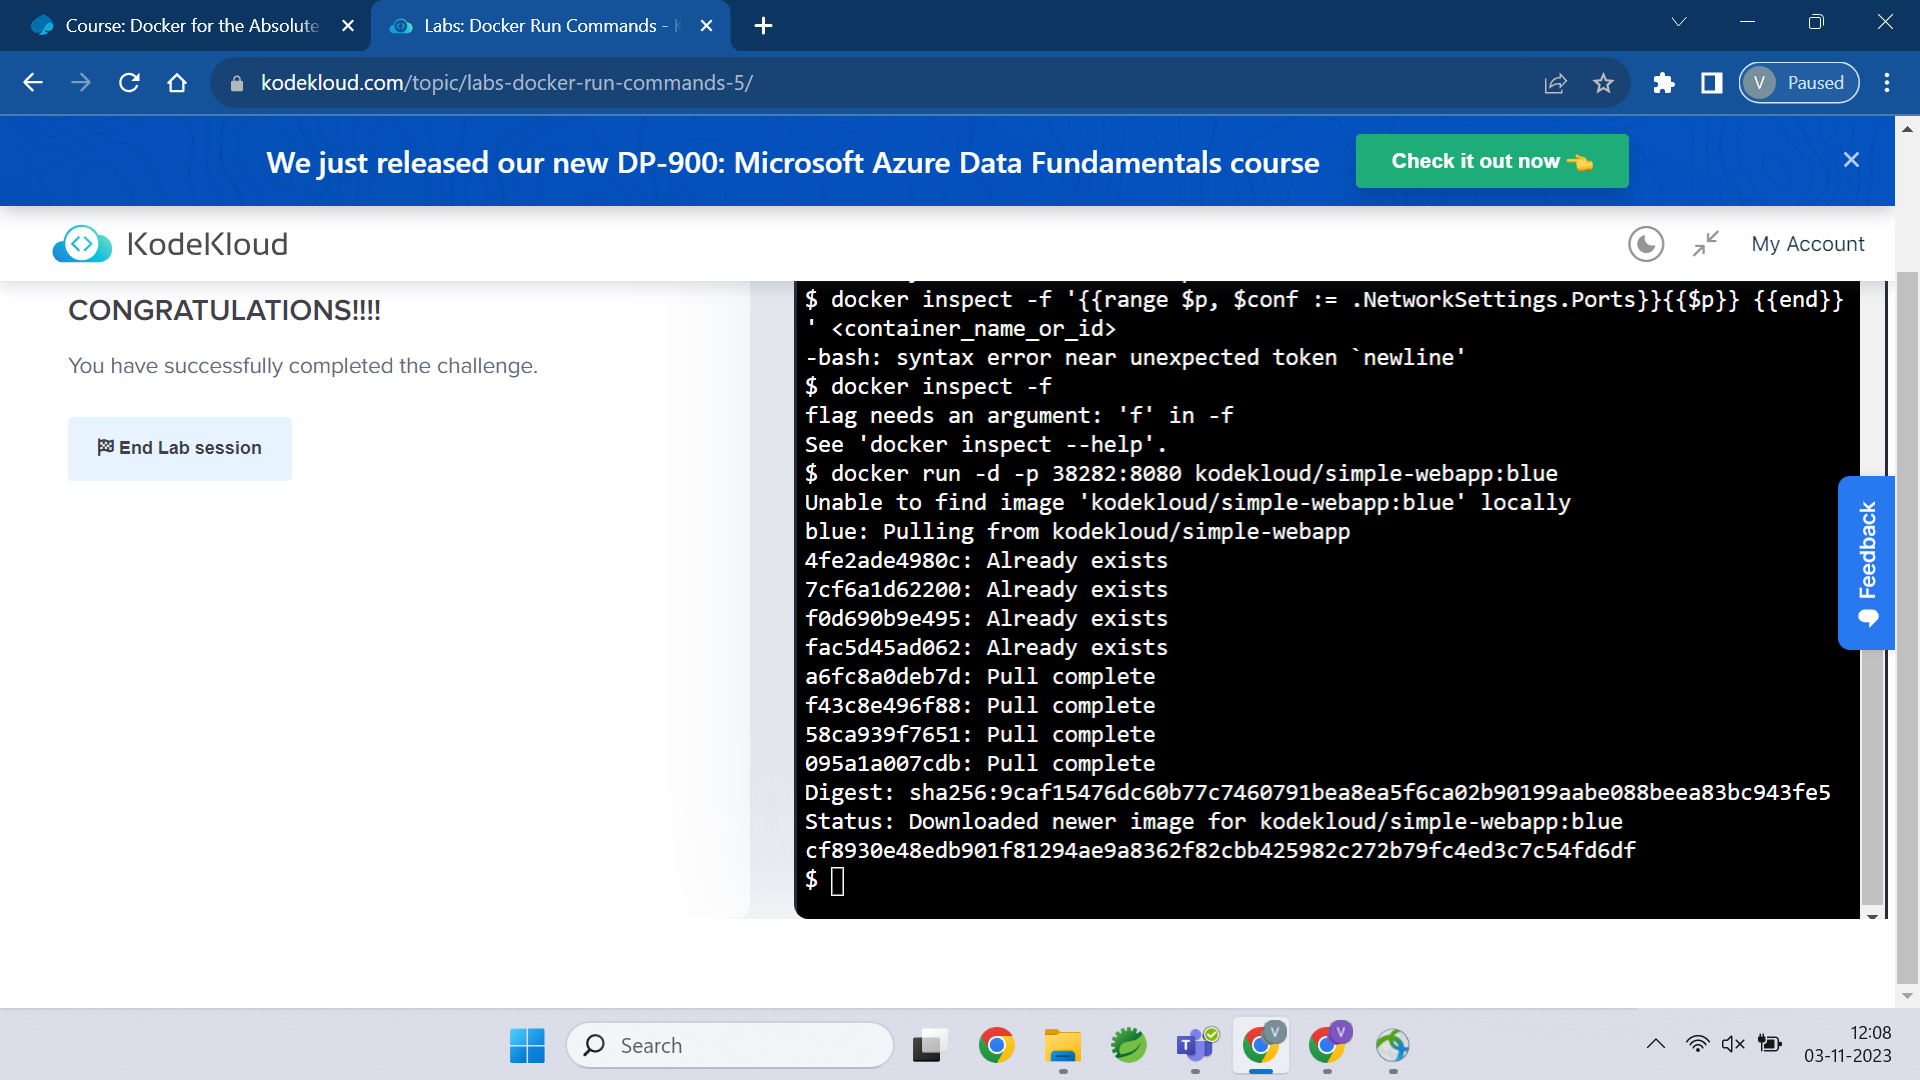 Course: Docker for the Absolute
Labs: Docker Run Commands - K
kodekloud.com/topic/labs-docker-run-commands-5/
V Paused
We just released our new DP-900: Microsoft Azure Data Fundamentals course
Check it out now
KodeKloud
My Account
CONGRATULATIONS!!!!
You have successfully completed the challenge.
End Lab session
$ docker inspect -f '{{range $p, $conf := .NetworkSettings.Ports}}{{$p}} {{end}}
' <container_name_or_id>
-bash: syntax error near unexpected token `newline'
$ docker inspect -f
flag needs an argument: 'f' in -f
See 'docker inspect --help'.
$ docker run -d -p 38282:8080 kodekloud/simple-webapp:blue
Unable to find image 'kodekloud/simple-webapp:blue' locally
blue: Pulling from kodekloud/simple-webapp
4fe2ade4980c: Already exists
7cf6a1d62200: Already exists
f0d690b9e495: Already exists
fac5d45ad062: Already exists
a6fc8a0deb7d: Pull complete
f43c8e496f88: Pull complete
58ca939f7651: Pull complete
095a1a007cdb: Pull complete
Digest: sha256:9caf15476dc60b77c7460791bea8ea5f6ca02b90199aabe088beea83bc943fe5
Status: Downloaded newer image for kodekloud/simple-webapp:blue
cf8930e48edb901f81294ae9a8362f82cbb425982c272b79fc4ed3c7c54fd6df
$
Feedback
Search
T
V
V
12:08
03-11-2023